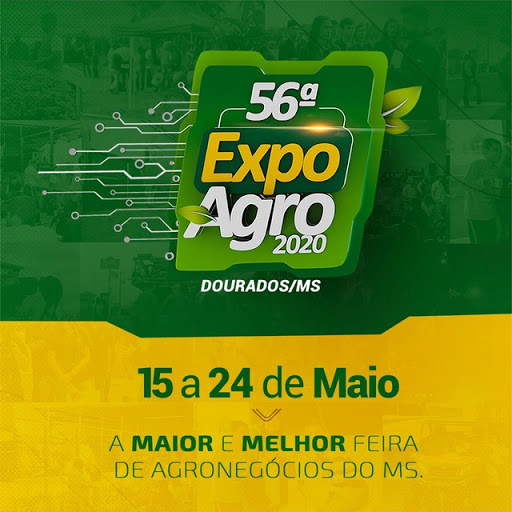 56ª
Expo
Agro
2020
DOURADOS/MS
15 a 24 de Maio
A MAIOR E MELHOR FEIRA
DE AGRONEGÓCIOS DO MS.